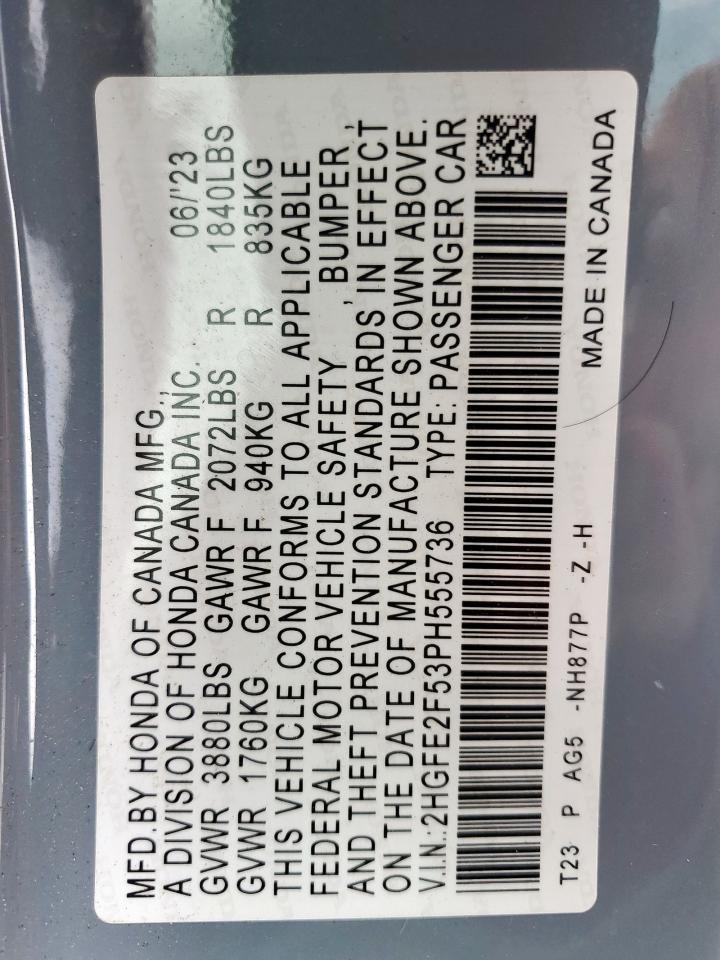 MFD.BY HONDA OF CANADA MFG., 06/'23
A DIVISION OF HONDA CANADA INC.
GVWR 3880LBS GAWR F 2072LBS R 1840LBS
GVWR 1760KG GAWR F 940KG R 835KG
THIS VEHICLE CONFORMS TO ALL APPLICABLE
FEDERAL MOTOR VEHICLE SAFETY , BUMPER ,
AND THEFT PREVENTION STANDARDS IN EFFECT
ON THE DATE OF MANUFACTURE SHOWN ABOVE.
V.I.N.:2HGFE2F53PH555736 TYPE: PASSENGER CAR
T23 P AG5 -NH877P -Z -H MADE IN CANADA